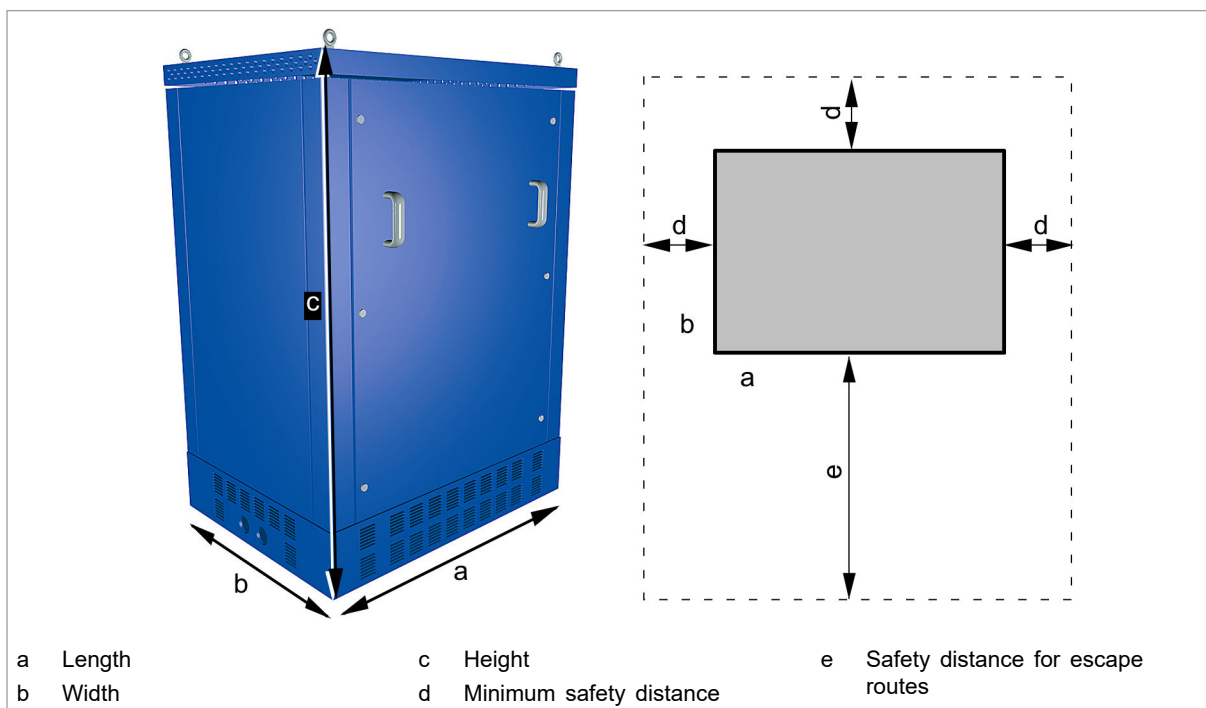 c
b
a
d
d
d
b
a
e
a Length
b Width
c Height
d Minimum safety distance
e Safety distance for escape
routes